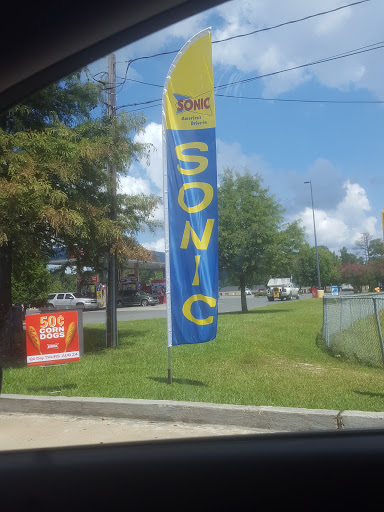 SONIC
America's
Drive-In
SONIC
50¢
CORN
DOGS